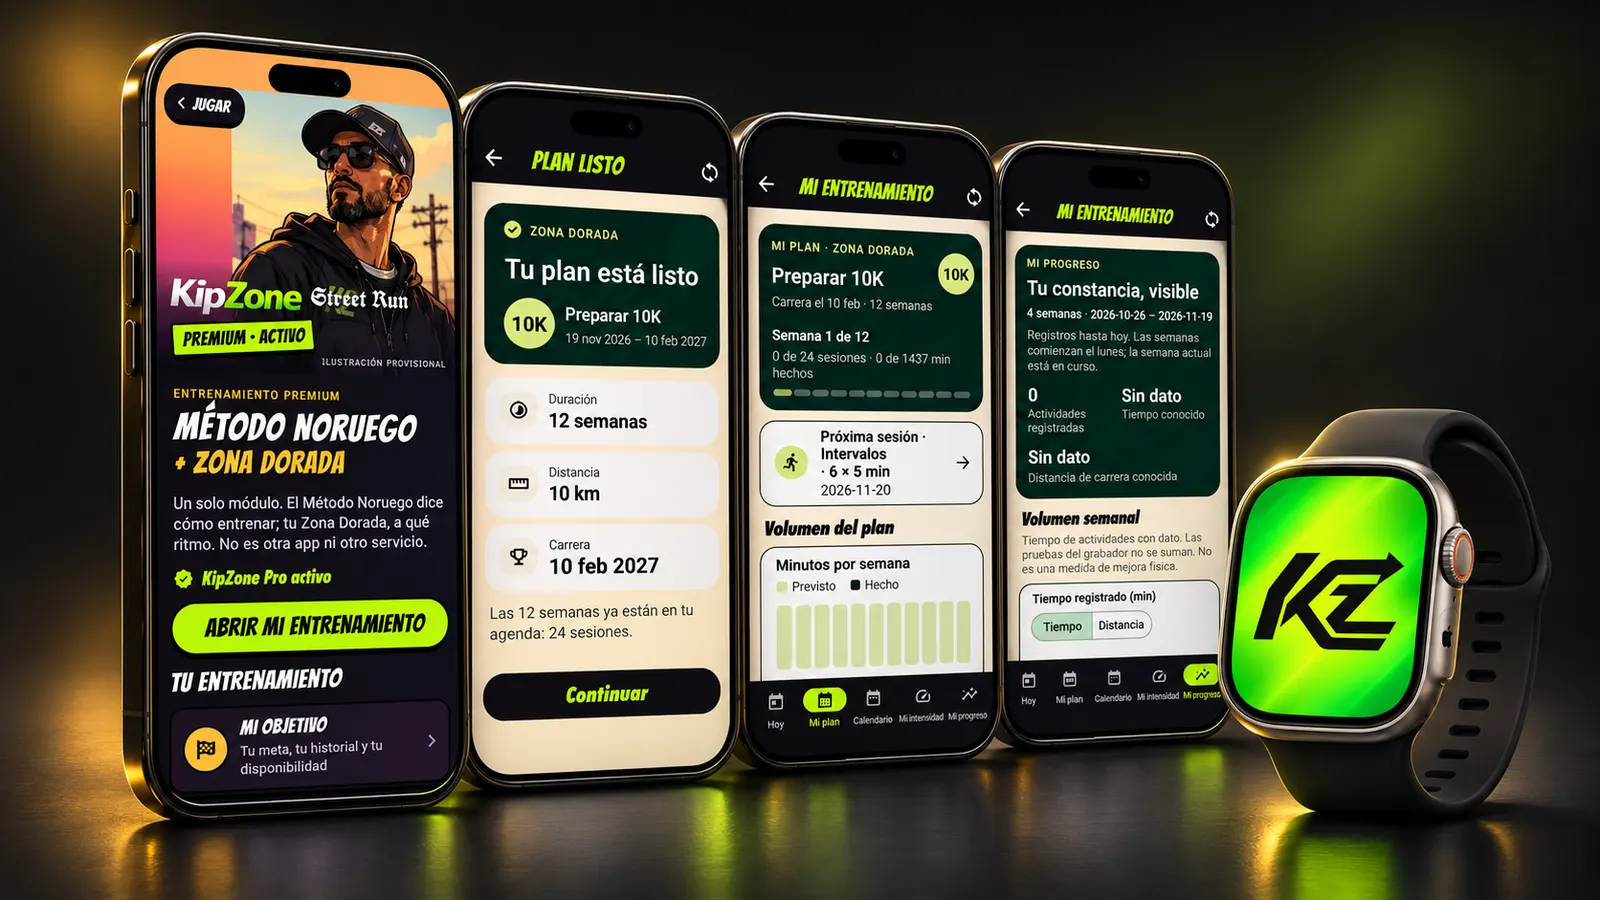 JUGAR
KipZone Street Run
PREMIUM • ACTIVO
ILUSTRACIÓN PROVISIONAL
ENTRENAMIENTO PREMIUM
MÉTODO NORUEGO
+ ZONA DORADA
Un solo módulo. El Método Noruego dice
cómo entrenar; tu Zona Dorada, a qué
ritmo. No es otra app ni otro servicio.
KipZone Pro activo
ABRIR MI ENTRENAMIENTO
TU ENTRENAMIENTO
MI OBJETIVO
Tu meta, tu historial y tu
disponibilidad
PLAN LISTO
ZONA DORADA
Tu plan está listo
10K
Preparar 10K
19 nov 2026 – 10 feb 2027
Duración
12 semanas
Distancia
10 km
Carrera
10 feb 2027
Las 12 semanas ya están en tu
agenda: 24 sesiones.
Continuar
MI ENTRENAMIENTO
MI PLAN · ZONA DORADA
Preparar 10K
10K
Carrera el 10 feb · 12 semanas
Semana 1 de 12
0 de 24 sesiones · 0 de 1437 min
hechos
Próxima sesión ·
Intervalos
· 6 × 5 min
2026-11-20
Volumen del plan
Minutos por semana
Previsto Hecho
Hoy Mi plan Calendario Mi intensidad Mi progreso
MI ENTRENAMIENTO
MI PROGRESO
Tu constancia, visible
4 semanas · 2026-10-26 – 2026-11-19
Registros hasta hoy. Las semanas
comienzan el lunes; la semana actual
está en curso.
0 Sin dato
Actividades Tiempo conocido
registradas
Sin dato
Distancia de carrera conocida
Volumen semanal
Tiempo de actividades con dato. Las
pruebas del grabador no se suman. No
es una medida de mejora física.
Tiempo registrado (min)
Tiempo Distancia
Hoy Mi plan Calendario Mi intensidad Mi progreso
KZ